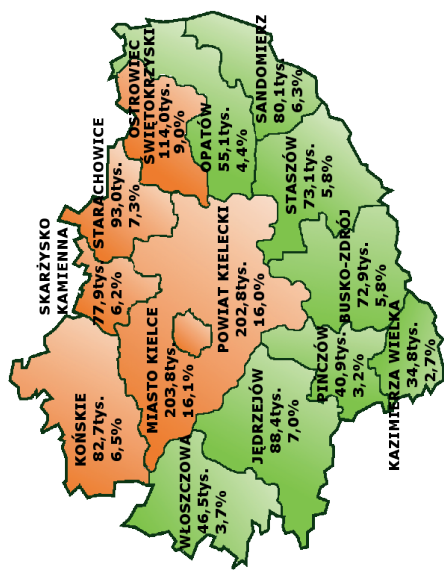 SKARŻYSKO
KAMIENNA
77,9tys.
6,2%
STARACHOWICE
93,0tys.
7,3%
OSTROWIEC
ŚWIĘTOKRZYSKI
114,0tys.
9,0%
OPATÓW
55,1tys.
4,4%
SANDOMIERZ
80,1tys.
6,3%
KOŃSKIE
82,7tys.
6,5%
MIASTO KIELCE
203,8tys.
16,1%
POWIAT KIELECKI
202,8tys.
16,0%
STASZÓW
73,1tys.
5,8%
WŁOSZCZOWA
46,5tys.
3,7%
JĘDRZEJÓW
88,4tys.
7,0%
PIŃCZÓW
40,9tys.
3,2%
BUSKO-ZDRÓJ
72,9tys.
5,8%
KAZIMIERZA WIELKA
34,8tys.
2,7%